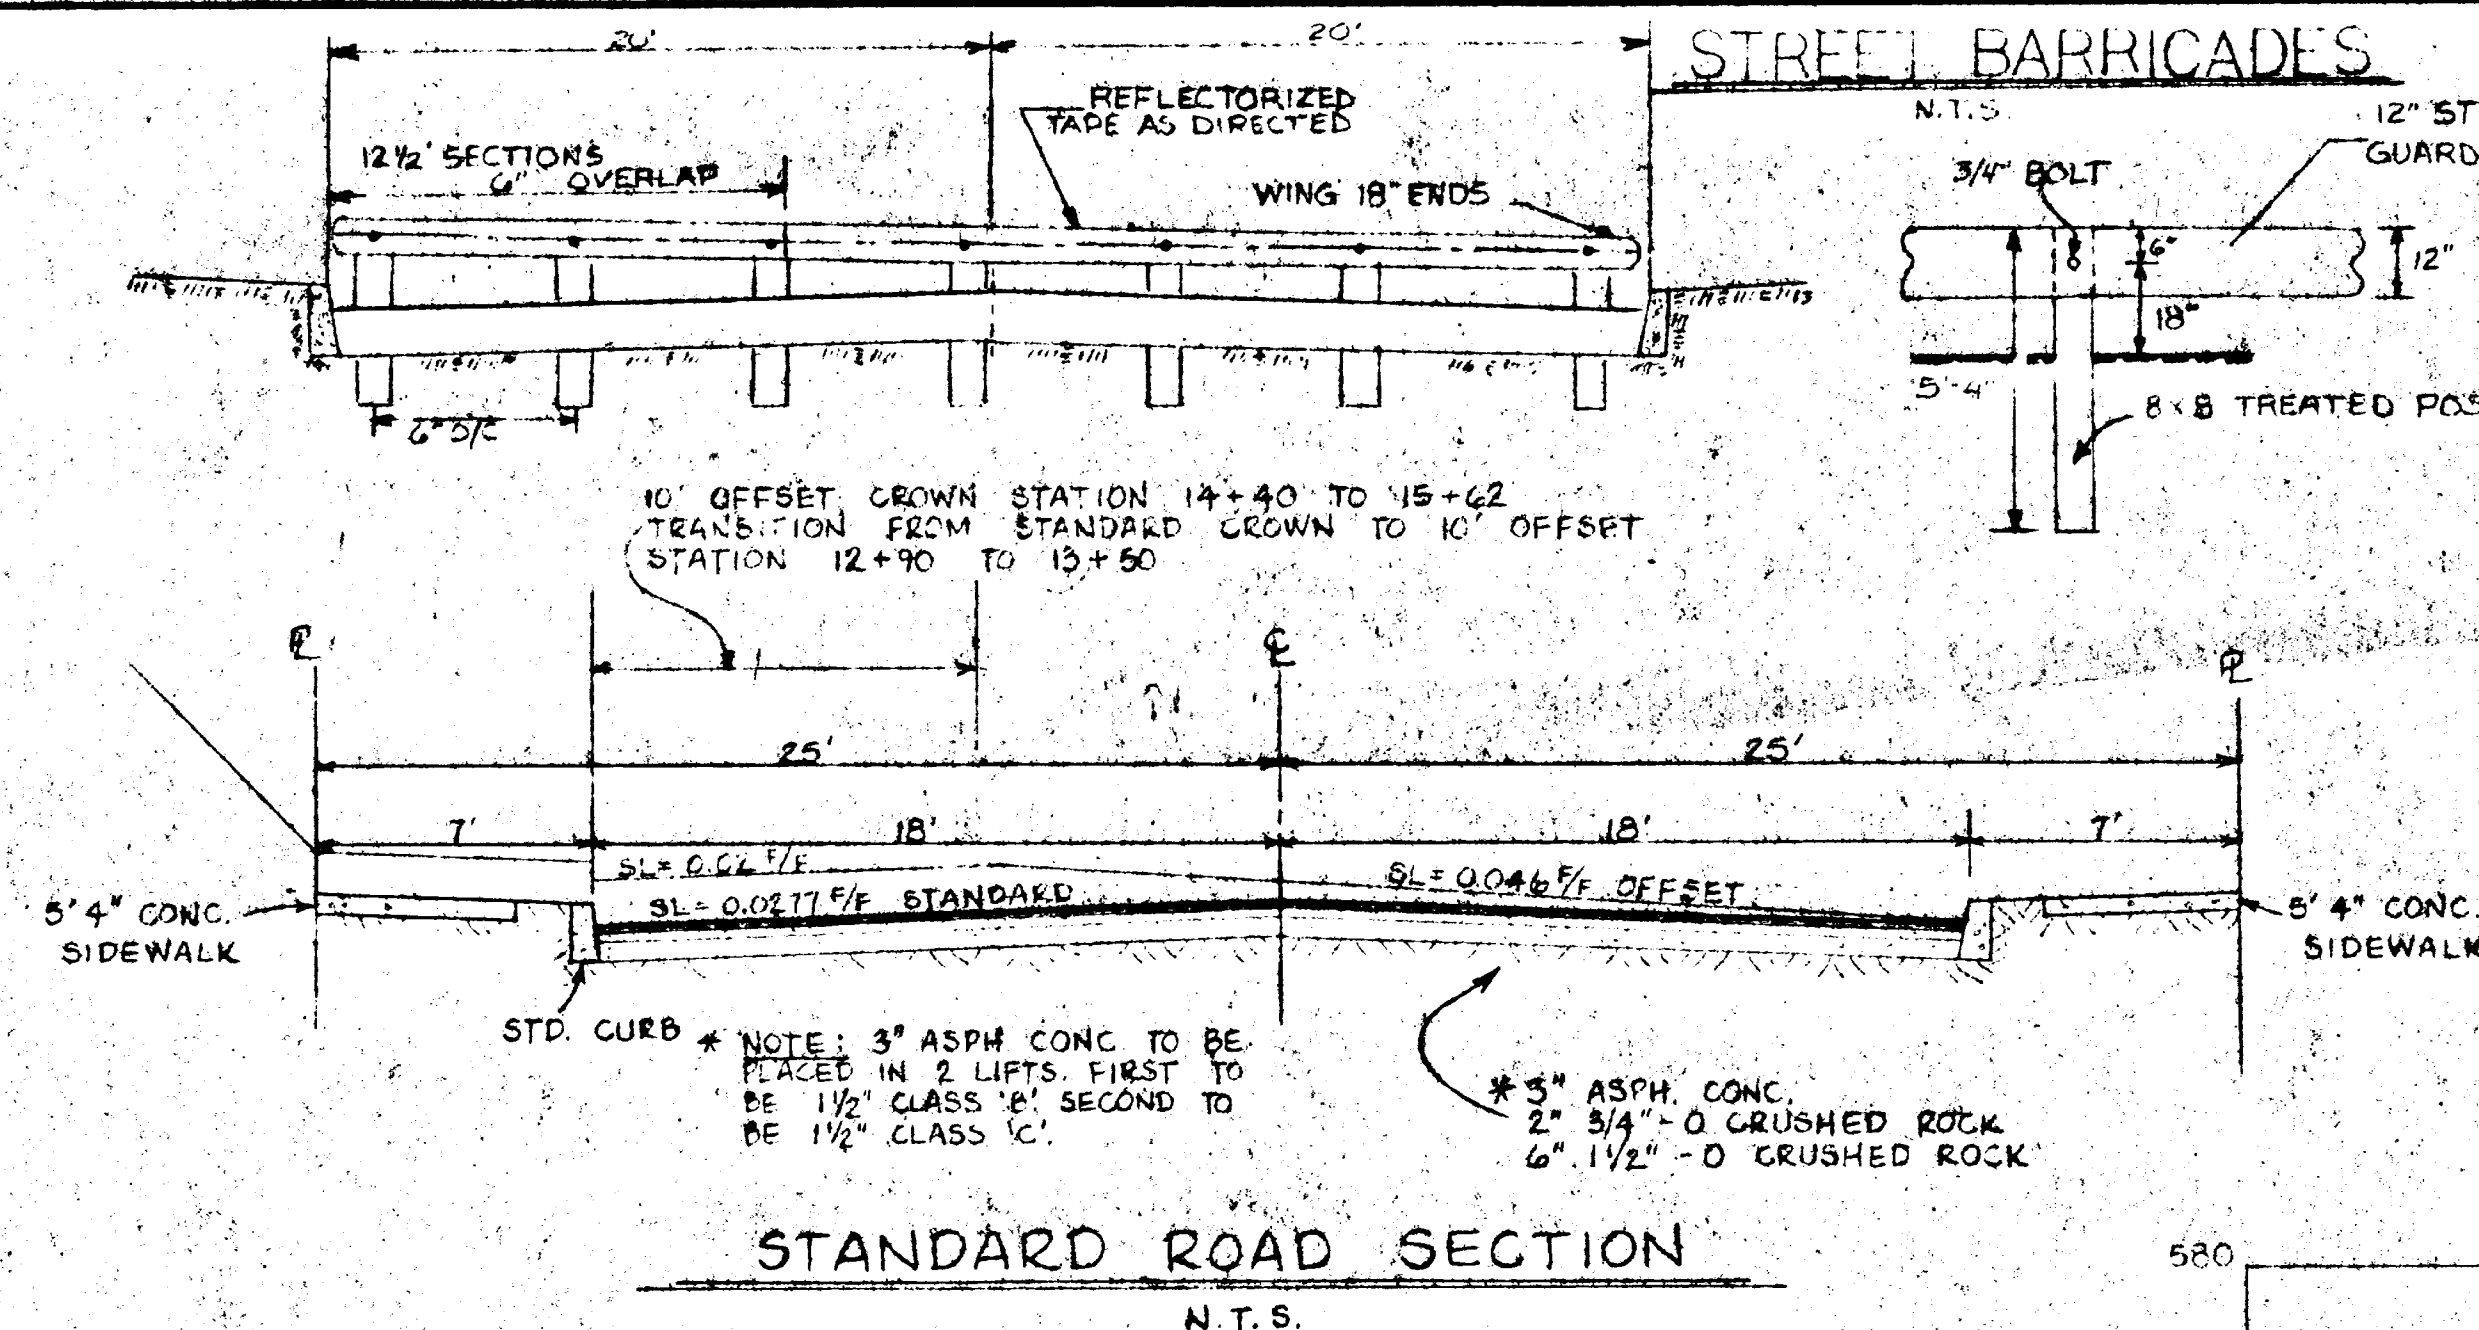 STREET BARRICADES
N.T.S.
20'
20'
REFLECTORIZED
TAPE AS DIRECTED
12½' SECTIONS
6" OVERLAP
WING 18" ENDS
12" ST
GUARD
3/4" BOLT
6"
12"
18"
5'-4"
8x8 TREATED POS
10' OFFSET CROWN STATION 14+40 TO 15+62
TRANSITION FROM STANDARD CROWN TO 10' OFFSET
STATION 12+90 TO 13+50
PL
CL
PL
25'
25'
7'
18'
18'
7'
SL= 0.02 F/F
SL= 0.046 F/F OFFSET
SL= 0.0277 F/F STANDARD
5' 4" CONC.
SIDEWALK
5' 4" CONC.
SIDEWALK
STD. CURB
* NOTE: 3" ASPH CONC TO BE
PLACED IN 2 LIFTS. FIRST TO
BE 1½" CLASS 'B'. SECOND TO
BE 1½" CLASS 'C'.
* 3" ASPH. CONC.
2" 3/4"-0 CRUSHED ROCK
6" 1½"-0 CRUSHED ROCK
STANDARD ROAD SECTION
N.T.S.
580